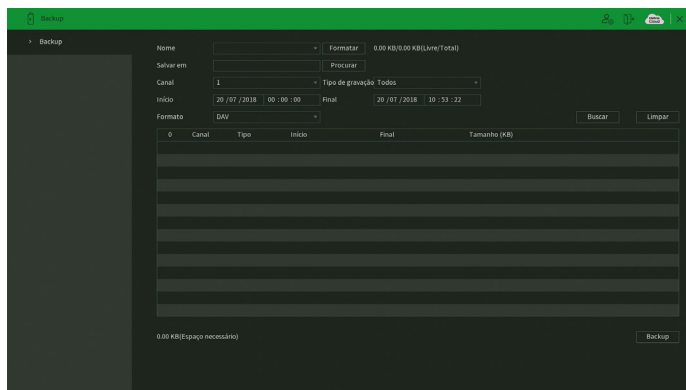 Backup
Backup
Nome Formatar 0.00 KB/0.00 KB(Livre/Total)
Salvar em Procurar
Canal 1 Tipo de gravação Todos
Início 20 /07 /2018 00 : 00 : 00 Final 20 /07 /2018 10 : 53 : 22
Formato DAV Buscar Limpar
0 Canal Tipo Início Final Tamanho (KB)
0.00 KB(Espaço necessário) Backup